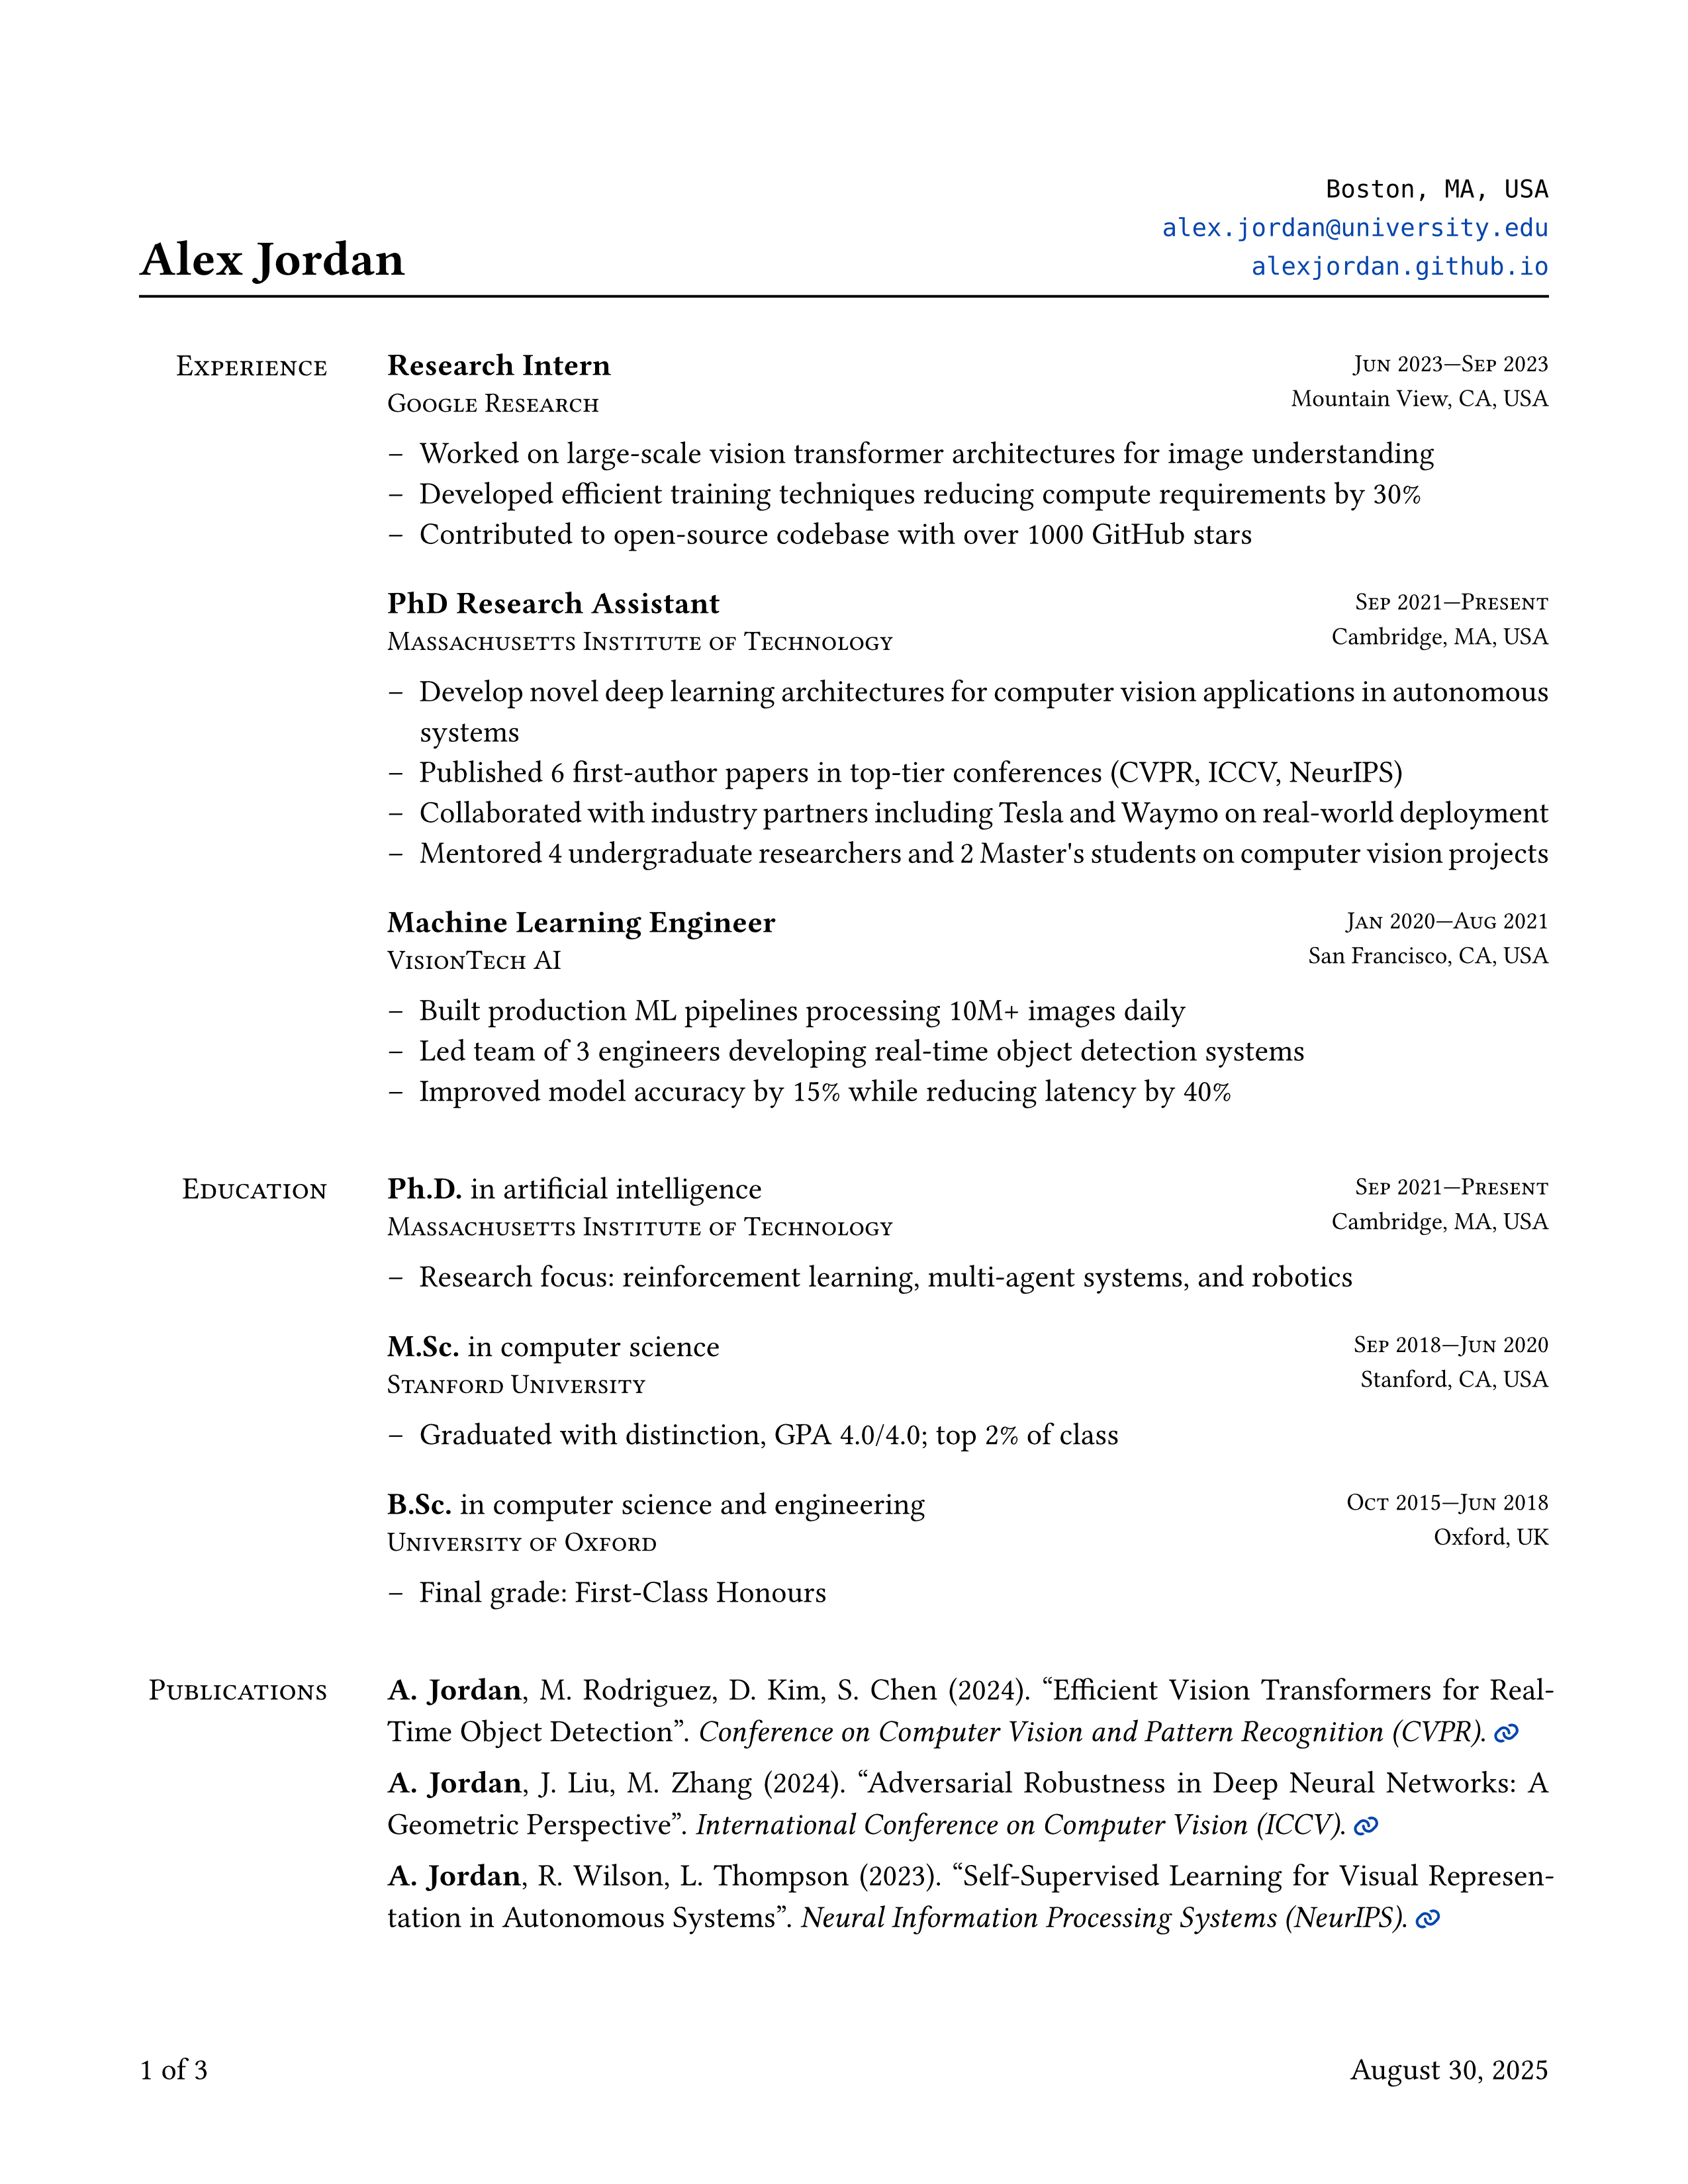 Boston, MA, USA
alex.jordan@university.edu
Alex Jordan
alexjordan.github.io
Experience
Research Intern
Jun 2023—Sep 2023
Google Research
Mountain View, CA, USA
– Worked on large-scale vision transformer architectures for image understanding
– Developed efficient training techniques reducing compute requirements by 30%
– Contributed to open-source codebase with over 1000 GitHub stars
PhD Research Assistant
Sep 2021—Present
Massachusetts Institute of Technology
Cambridge, MA, USA
– Develop novel deep learning architectures for computer vision applications in autonomous
systems
– Published 6 first-author papers in top-tier conferences (CVPR, ICCV, NeurIPS)
– Collaborated with industry partners including Tesla and Waymo on real-world deployment
– Mentored 4 undergraduate researchers and 2 Master's students on computer vision projects
Machine Learning Engineer
Jan 2020—Aug 2021
VisionTech AI
San Francisco, CA, USA
– Built production ML pipelines processing 10M+ images daily
– Led team of 3 engineers developing real-time object detection systems
– Improved model accuracy by 15% while reducing latency by 40%
Education
Ph.D. in artificial intelligence
Sep 2021—Present
Massachusetts Institute of Technology
Cambridge, MA, USA
– Research focus: reinforcement learning, multi-agent systems, and robotics
M.Sc. in computer science
Sep 2018—Jun 2020
Stanford University
Stanford, CA, USA
– Graduated with distinction, GPA 4.0/4.0; top 2% of class
B.Sc. in computer science and engineering
Oct 2015—Jun 2018
University of Oxford
Oxford, UK
– Final grade: First-Class Honours
Publications
A. Jordan, M. Rodriguez, D. Kim, S. Chen (2024). “Efficient Vision Transformers for Real-
Time Object Detection”. Conference on Computer Vision and Pattern Recognition (CVPR).
A. Jordan, J. Liu, M. Zhang (2024). “Adversarial Robustness in Deep Neural Networks: A
Geometric Perspective”. International Conference on Computer Vision (ICCV).
A. Jordan, R. Wilson, L. Thompson (2023). “Self-Supervised Learning for Visual Represen-
tation in Autonomous Systems”. Neural Information Processing Systems (NeurIPS).
1 of 3
August 30, 2025